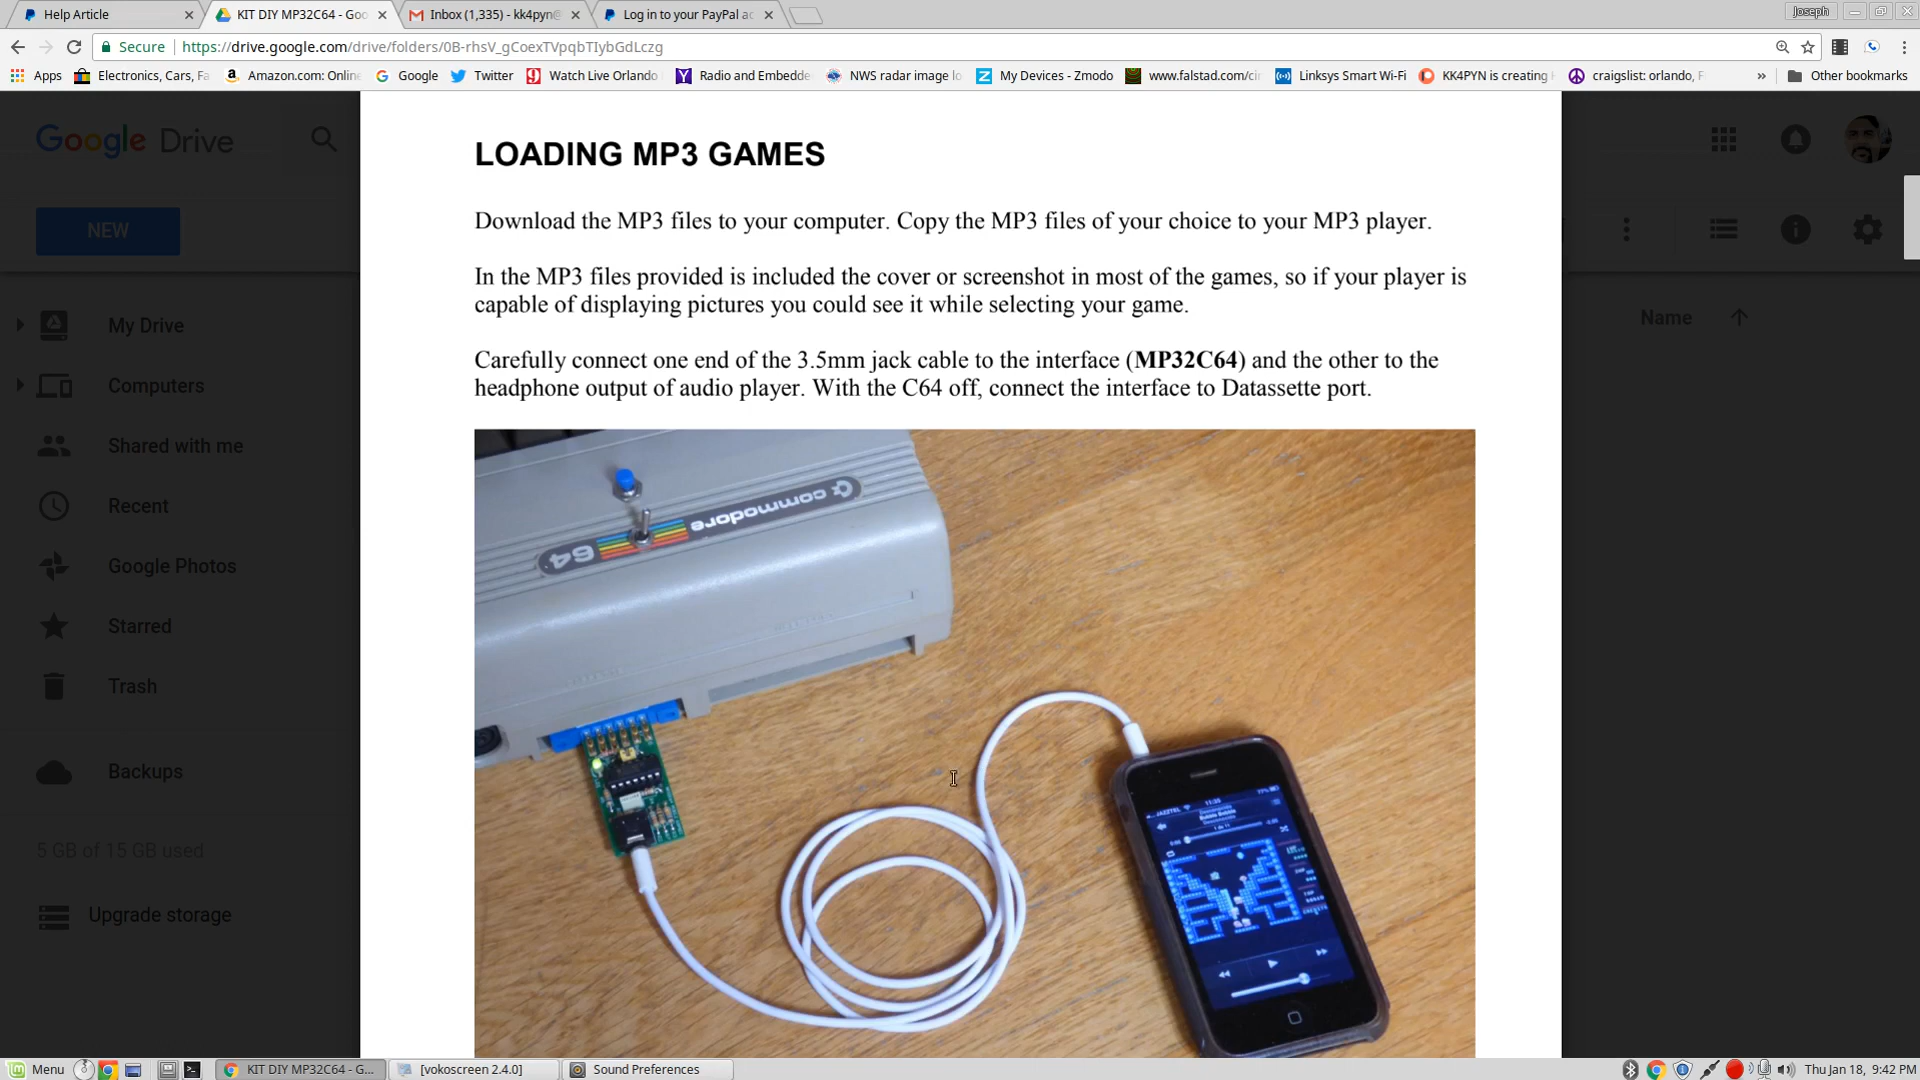 Help Article
KIT DIY MP32C64 - Goo
Inbox (1,335) - kk4pyn@
Log in to your PayPal ac
Joseph
Secure
https://drive.google.com/drive/folders/0B-rhsV_gCoexTVpqbTIybGdLczg
Apps
Electronics, Cars, Fa
Amazon.com: Online
Google
Twitter
Watch Live Orlando
Radio and Embedde
NWS radar image lo
My Devices - Zmodo
www.falstad.com/cir
Linksys Smart Wi-Fi
KK4PYN is creating
craigslist: orlando, F
»
Other bookmarks
Google Drive
NEW
My Drive
Computers
Shared with me
Recent
Google Photos
Starred
Trash
Backups
5 GB of 15 GB used
Upgrade storage
Name
LOADING MP3 GAMES
Download the MP3 files to your computer. Copy the MP3 files of your choice to your MP3 player.
In the MP3 files provided is included the cover or screenshot in most of the games, so if your player is
capable of displaying pictures you could see it while selecting your game.
Carefully connect one end of the 3.5mm jack cable to the interface (MP32C64) and the other to the
headphone output of audio player. With the C64 off, connect the interface to Datassette port.
commodore
64
JAZZTEL
11:35
77%
Bubble Bobble
Menu
KIT DIY MP32C64 - G...
[vokoscreen 2.4.0]
Sound Preferences
Thu Jan 18, 9:42 PM